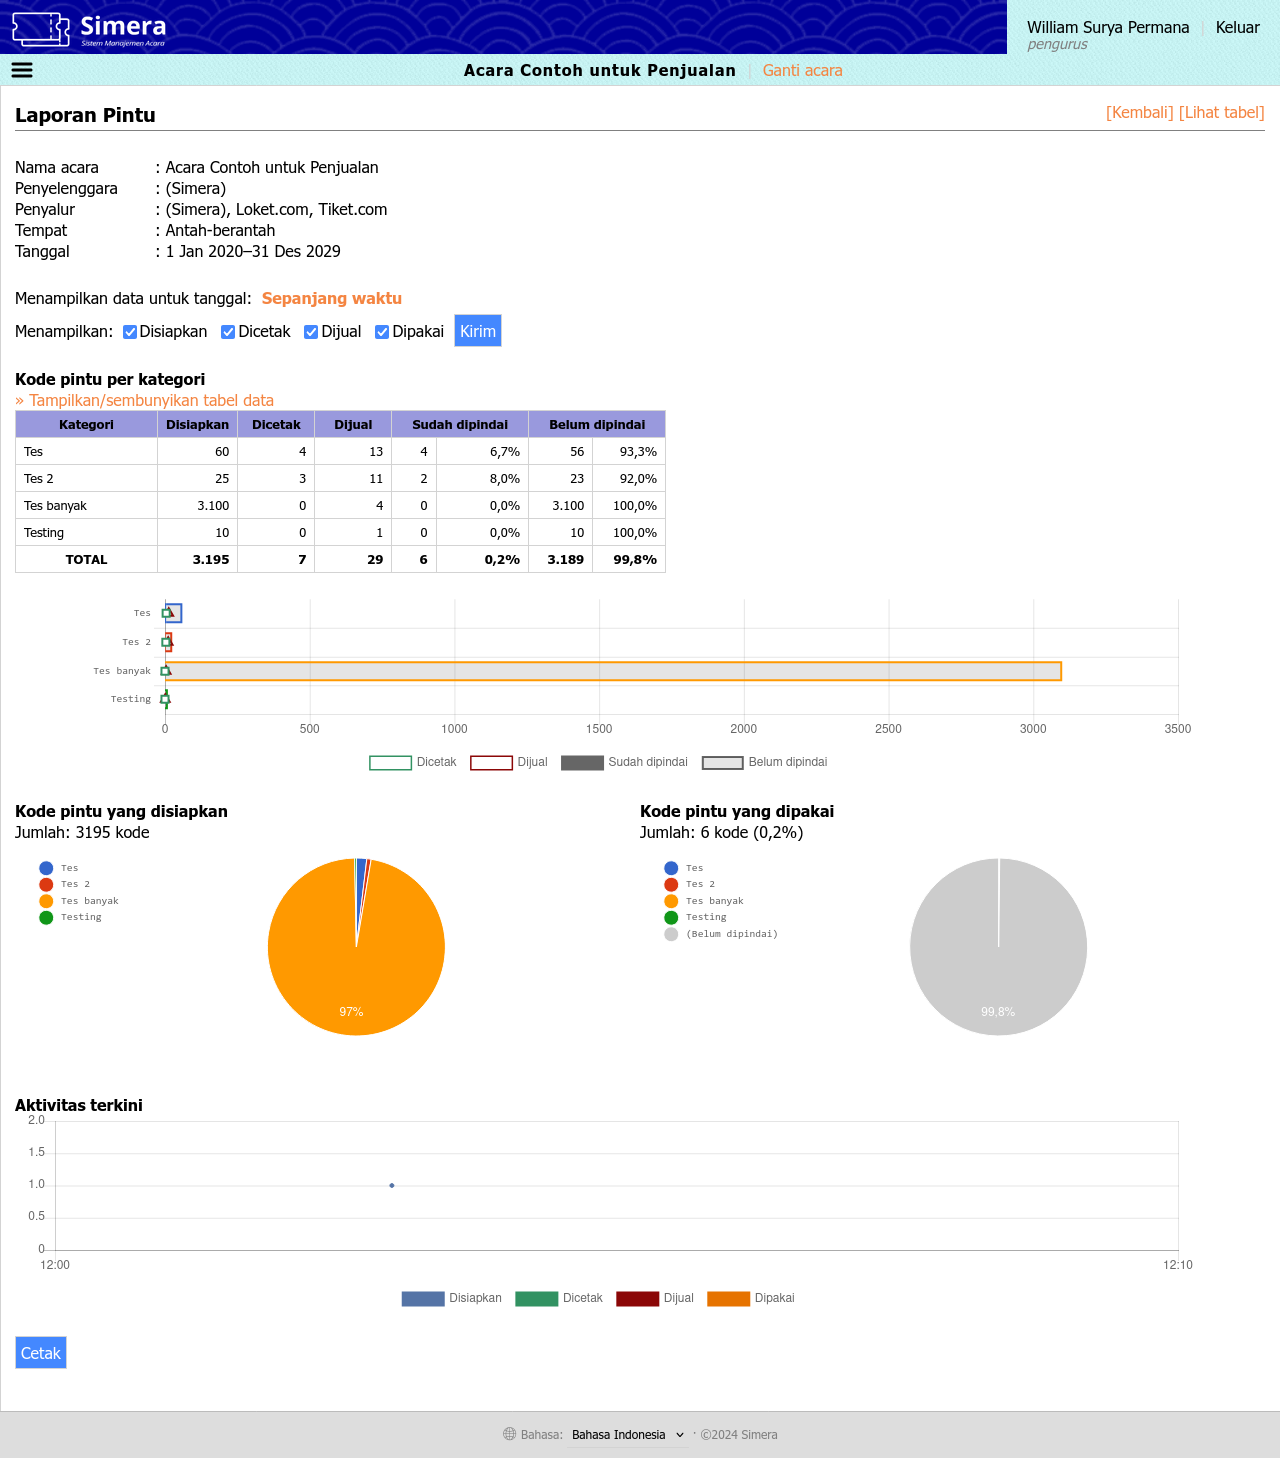 Simera
Sistem Manajemen Acara
William Surya Permana | Keluar
pengurus
Acara Contoh untuk Penjualan | Ganti acara
Laporan Pintu
[Kembali] [Lihat tabel]
Nama acara : Acara Contoh untuk Penjualan
Penyelenggara : (Simera)
Penyalur : (Simera), Loket.com, Tiket.com
Tempat : Antah-berantah
Tanggal : 1 Jan 2020–31 Des 2029
Menampilkan data untuk tanggal: Sepanjang waktu
Menampilkan: Disiapkan Dicetak Dijual Dipakai Kirim
Kode pintu per kategori
» Tampilkan/sembunyikan tabel data
Kategori Disiapkan Dicetak Dijual Sudah dipindai Belum dipindai
Tes 60 4 13 4 6,7% 56 93,3%
Tes 2 25 3 11 2 8,0% 23 92,0%
Tes banyak 3.100 0 4 0 0,0% 3.100 100,0%
Testing 10 0 1 0 0,0% 10 100,0%
TOTAL 3.195 7 29 6 0,2% 3.189 99,8%
Tes
Tes 2
Tes banyak
Testing
0 500 1000 1500 2000 2500 3000 3500
Dicetak Dijual Sudah dipindai Belum dipindai
Kode pintu yang disiapkan
Jumlah: 3195 kode
Tes
Tes 2
Tes banyak
Testing
97%
Kode pintu yang dipakai
Jumlah: 6 kode (0,2%)
Tes
Tes 2
Tes banyak
Testing
(Belum dipindai)
99,8%
Aktivitas terkini
2.0
1.5
1.0
0.5
0
12:00 12:10
Disiapkan Dicetak Dijual Dipakai
Cetak
Bahasa: Bahasa Indonesia · ©2024 Simera